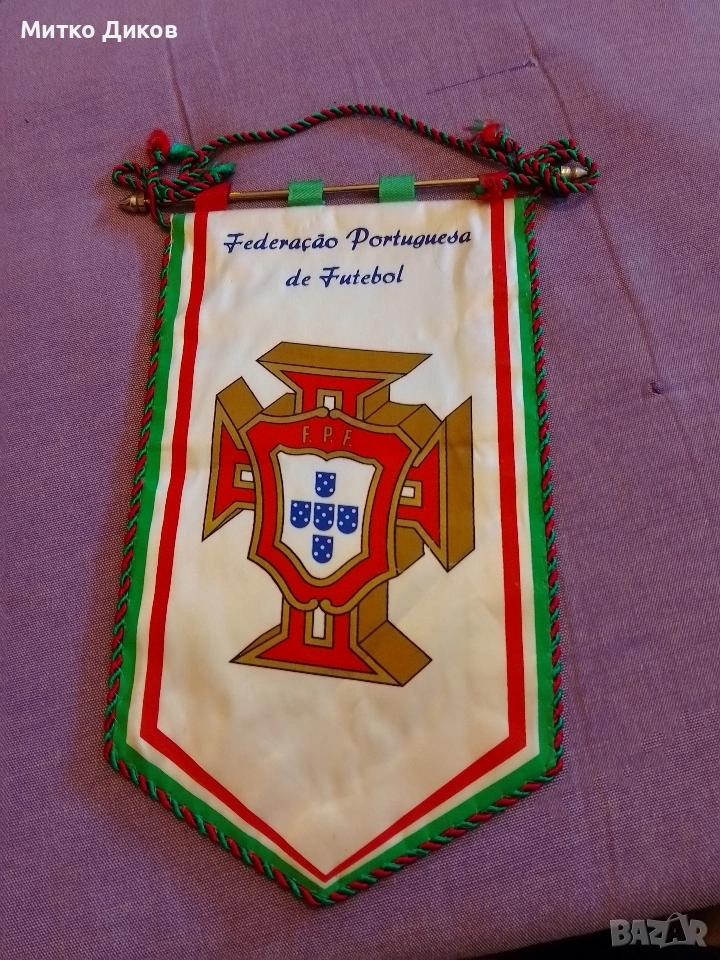 Митко Диков
Federação Portuguesa
de Futebol
F. P. F.
BAZAR